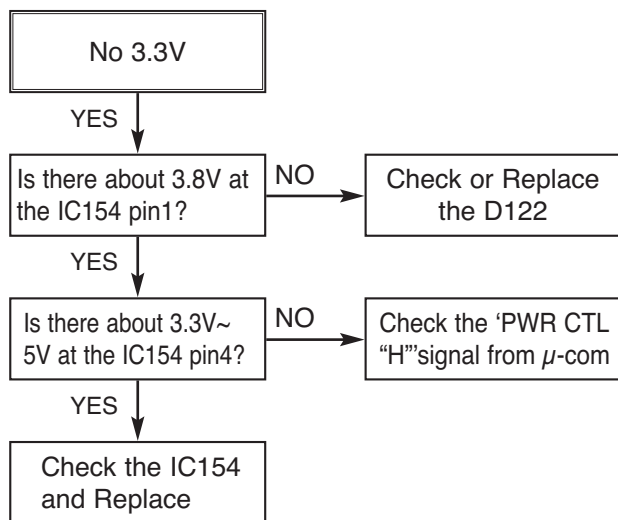 No 3.3V
YES
Is there about 3.8V at
the IC154 pin1?
NO
Check or Replace
the D122
YES
Is there about 3.3V~
5V at the IC154 pin4?
NO
Check the ‘PWR CTL
“H”’signal from µ-com
YES
Check the IC154
and Replace